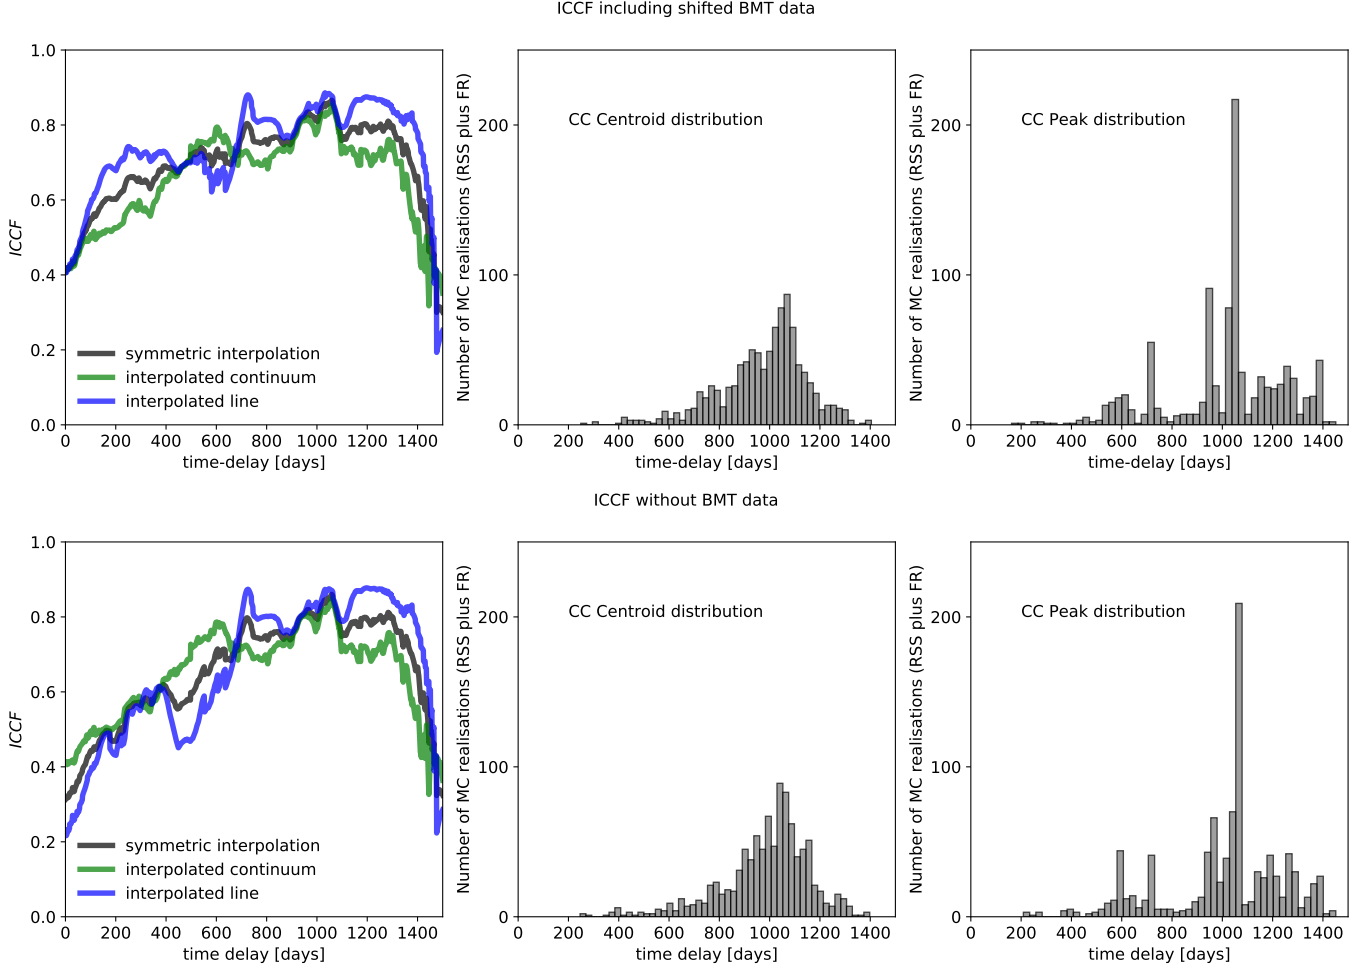 ICCF including shifted BMT data
1.0
0.8
0.6
0.4
0.2
0.0
ICCF
symmetric interpolation
interpolated continuum
interpolated line
0 200 400 600 800 1000 1200 1400
time-delay [days]
Number of MC realisations (RSS plus FR)
200
100
0
CC Centroid distribution
0 200 400 600 800 1000 1200 1400
time-delay [days]
Number of MC realisations (RSS plus FR)
200
100
0
CC Peak distribution
0 200 400 600 800 1000 1200 1400
time-delay [days]
ICCF without BMT data
1.0
0.8
0.6
0.4
0.2
0.0
ICCF
symmetric interpolation
interpolated continuum
interpolated line
0 200 400 600 800 1000 1200 1400
time delay [days]
Number of MC realisations (RSS plus FR)
200
100
0
CC Centroid distribution
0 200 400 600 800 1000 1200 1400
time delay [days]
Number of MC realisations (RSS plus FR)
200
100
0
CC Peak distribution
0 200 400 600 800 1000 1200 1400
time delay [days]